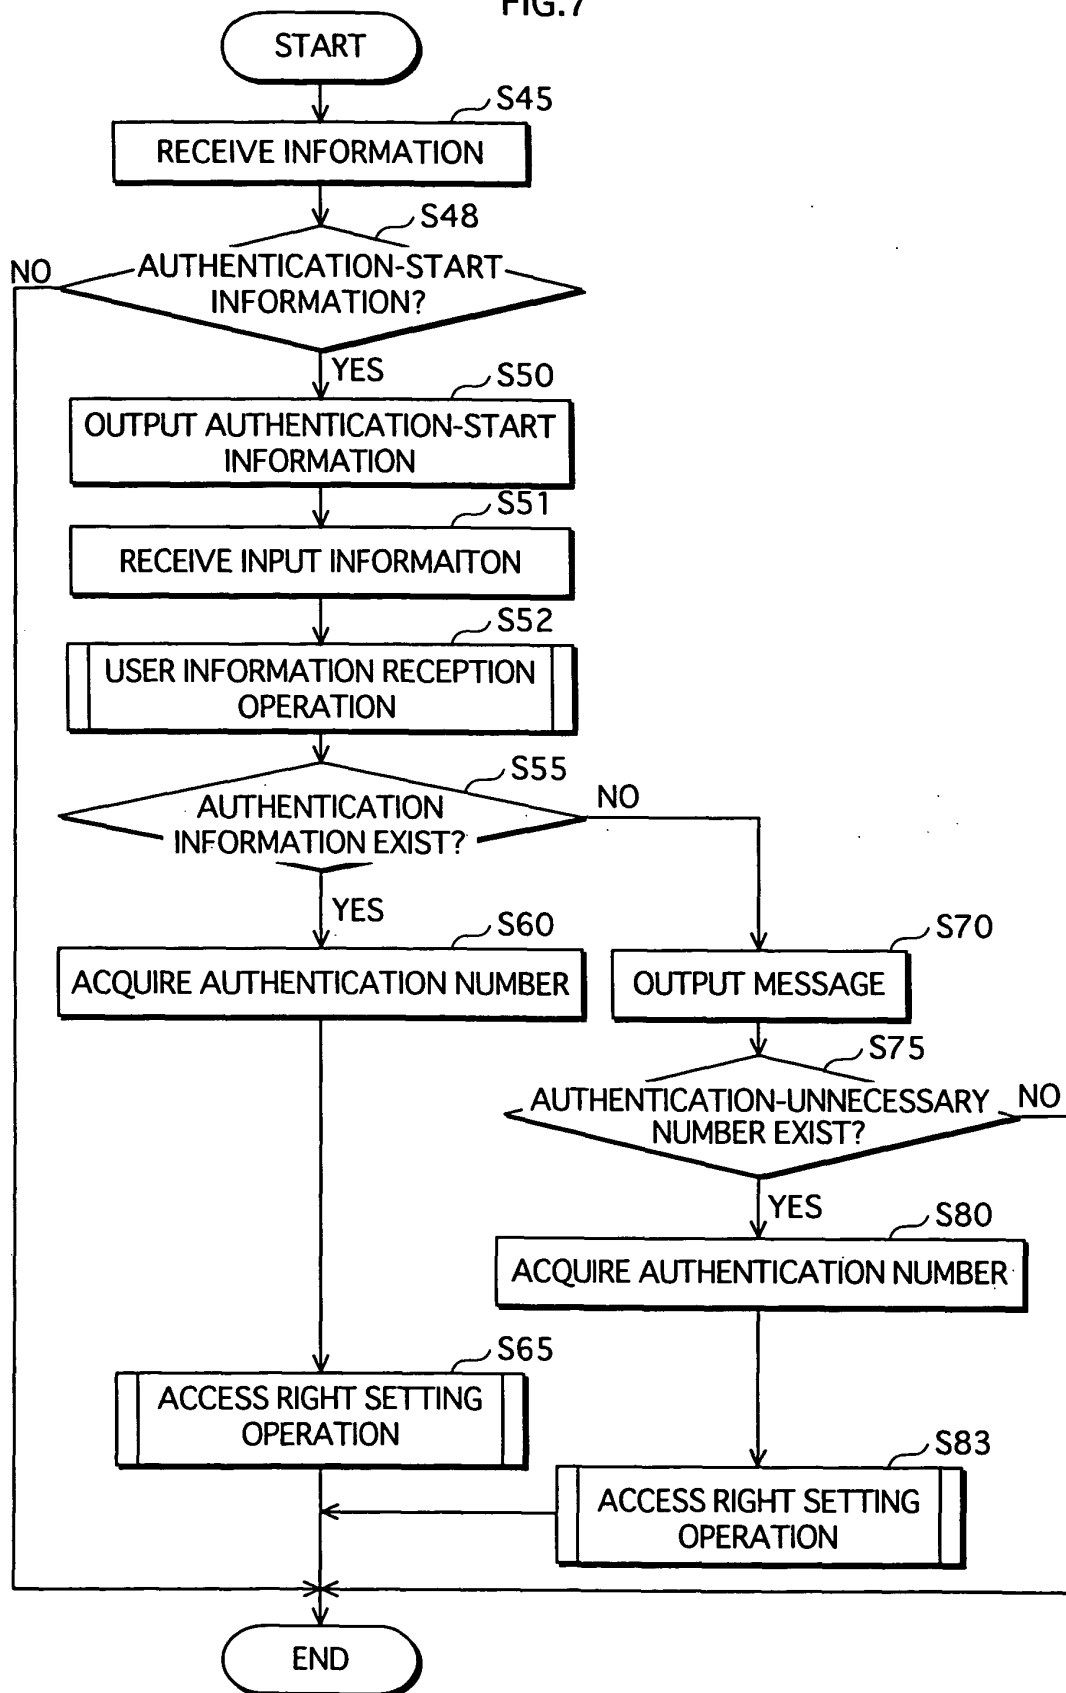 FIG.7
START
S45
RECEIVE INFORMATION
S48
NO
AUTHENTICATION-START
INFORMATION?
YES
S50
OUTPUT AUTHENTICATION-START
INFORMATION
S51
RECEIVE INPUT INFORMAITON
S52
USER INFORMATION RECEPTION
OPERATION
S55
AUTHENTICATION
INFORMATION EXIST?
NO
YES
S60
ACQUIRE AUTHENTICATION NUMBER
S70
OUTPUT MESSAGE
S75
AUTHENTICATION-UNNECESSARY
NUMBER EXIST?
NO
YES
S80
ACQUIRE AUTHENTICATION NUMBER
S65
ACCESS RIGHT SETTING
OPERATION
S83
ACCESS RIGHT SETTING
OPERATION
END